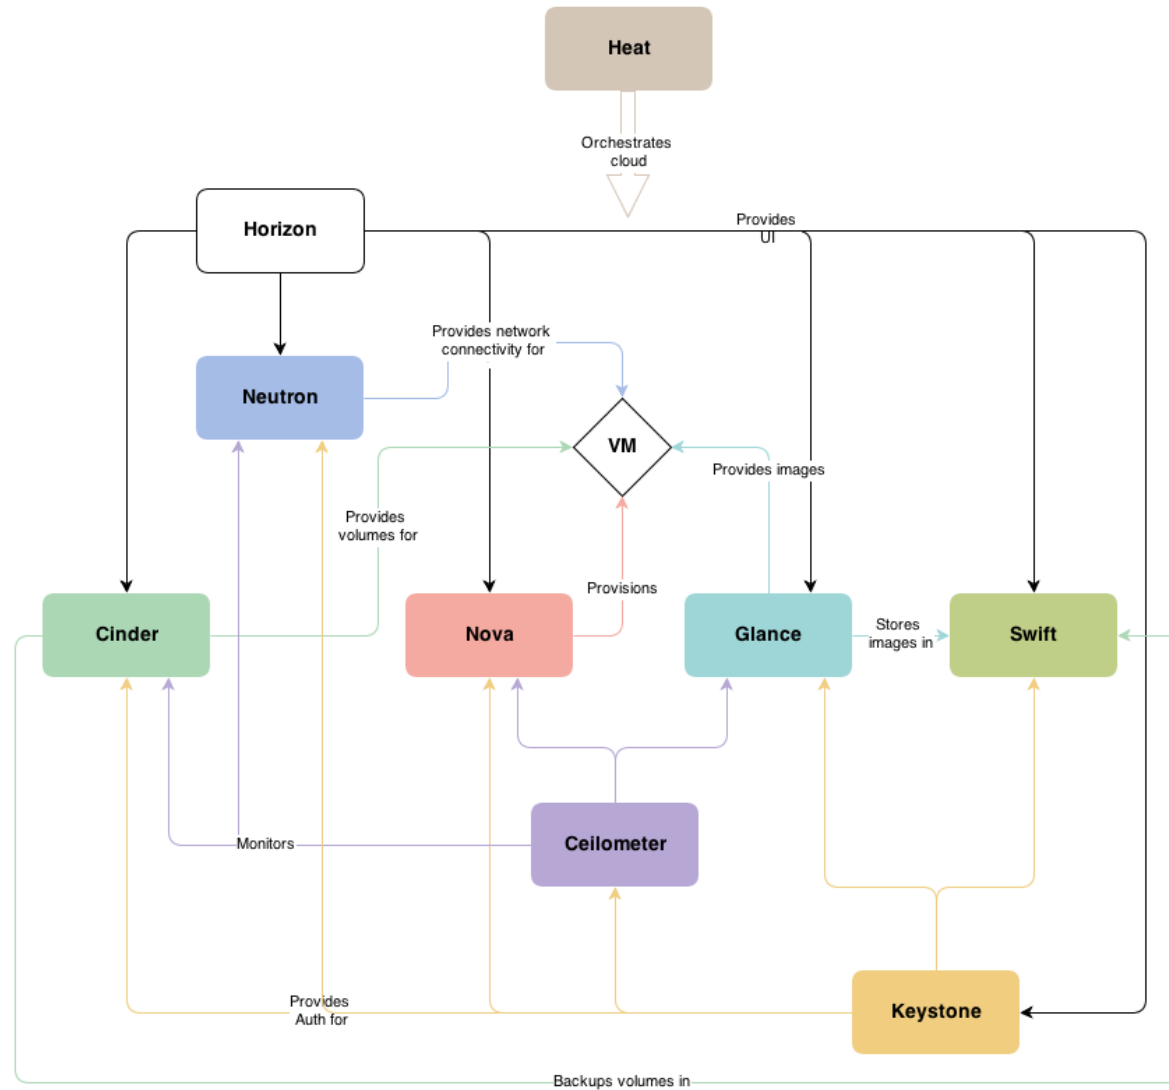 Heat
Orchestrates
cloud
Horizon
Provides
UI
Provides network
connectivity for
Neutron
VM
Provides images
Provides
volumes for
Provisions
Cinder
Nova
Glance
Stores
images in
Swift
Monitors
Ceilometer
Provides
Auth for
Keystone
Backups volumes in